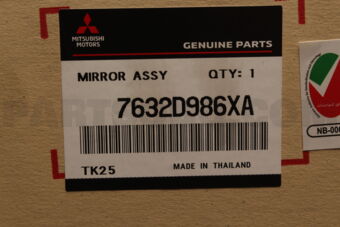 MITSUBISHI
MOTORS
GENUINE PARTS
MIRROR ASSY QTY: 1
7632D986XA
TK25 MADE IN THAILAND